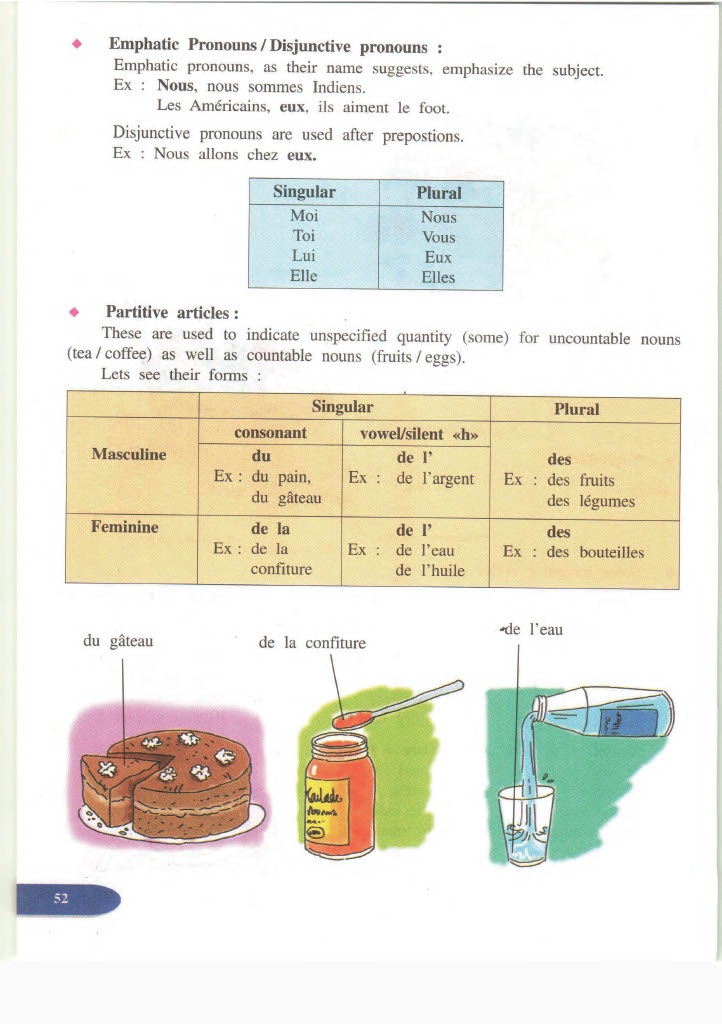 Emphatic Pronouns / Disjunctive pronouns :
Emphatic pronouns, as their name suggests, emphasize the subject.
Ex : Nous, nous sommes Indiens.
Les Américains, eux, ils aiment le foot.
Disjunctive pronouns are used after prepostions.
Ex : Nous allons chez eux.
Singular Plural
Moi Nous
Toi Vous
Lui Eux
Elle Elles
Partitive articles :
These are used to indicate unspecified quantity (some) for uncountable nouns
(tea / coffee) as well as countable nouns (fruits / eggs).
Lets see their forms :
Singular Plural
consonant vowel/silent «h»
Masculine du de l' des
Ex : du pain, Ex : de l'argent Ex : des fruits
du gâteau des légumes
Feminine de la de l' des
Ex : de la Ex : de l'eau Ex : des bouteilles
confiture de l'huile
du gâteau de la confiture de l'eau
52